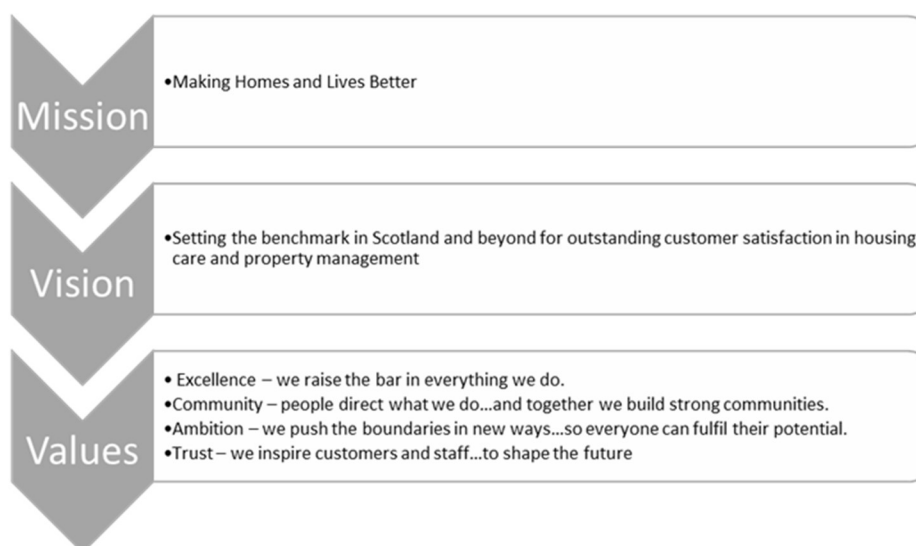 Mission
•Making Homes and Lives Better
Vision
•Setting the benchmark in Scotland and beyond for outstanding customer satisfaction in housing
care and property management
Values
• Excellence – we raise the bar in everything we do.
•Community – people direct what we do...and together we build strong communities.
•Ambition – we push the boundaries in new ways...so everyone can fulfil their potential.
•Trust – we inspire customers and staff...to shape the future